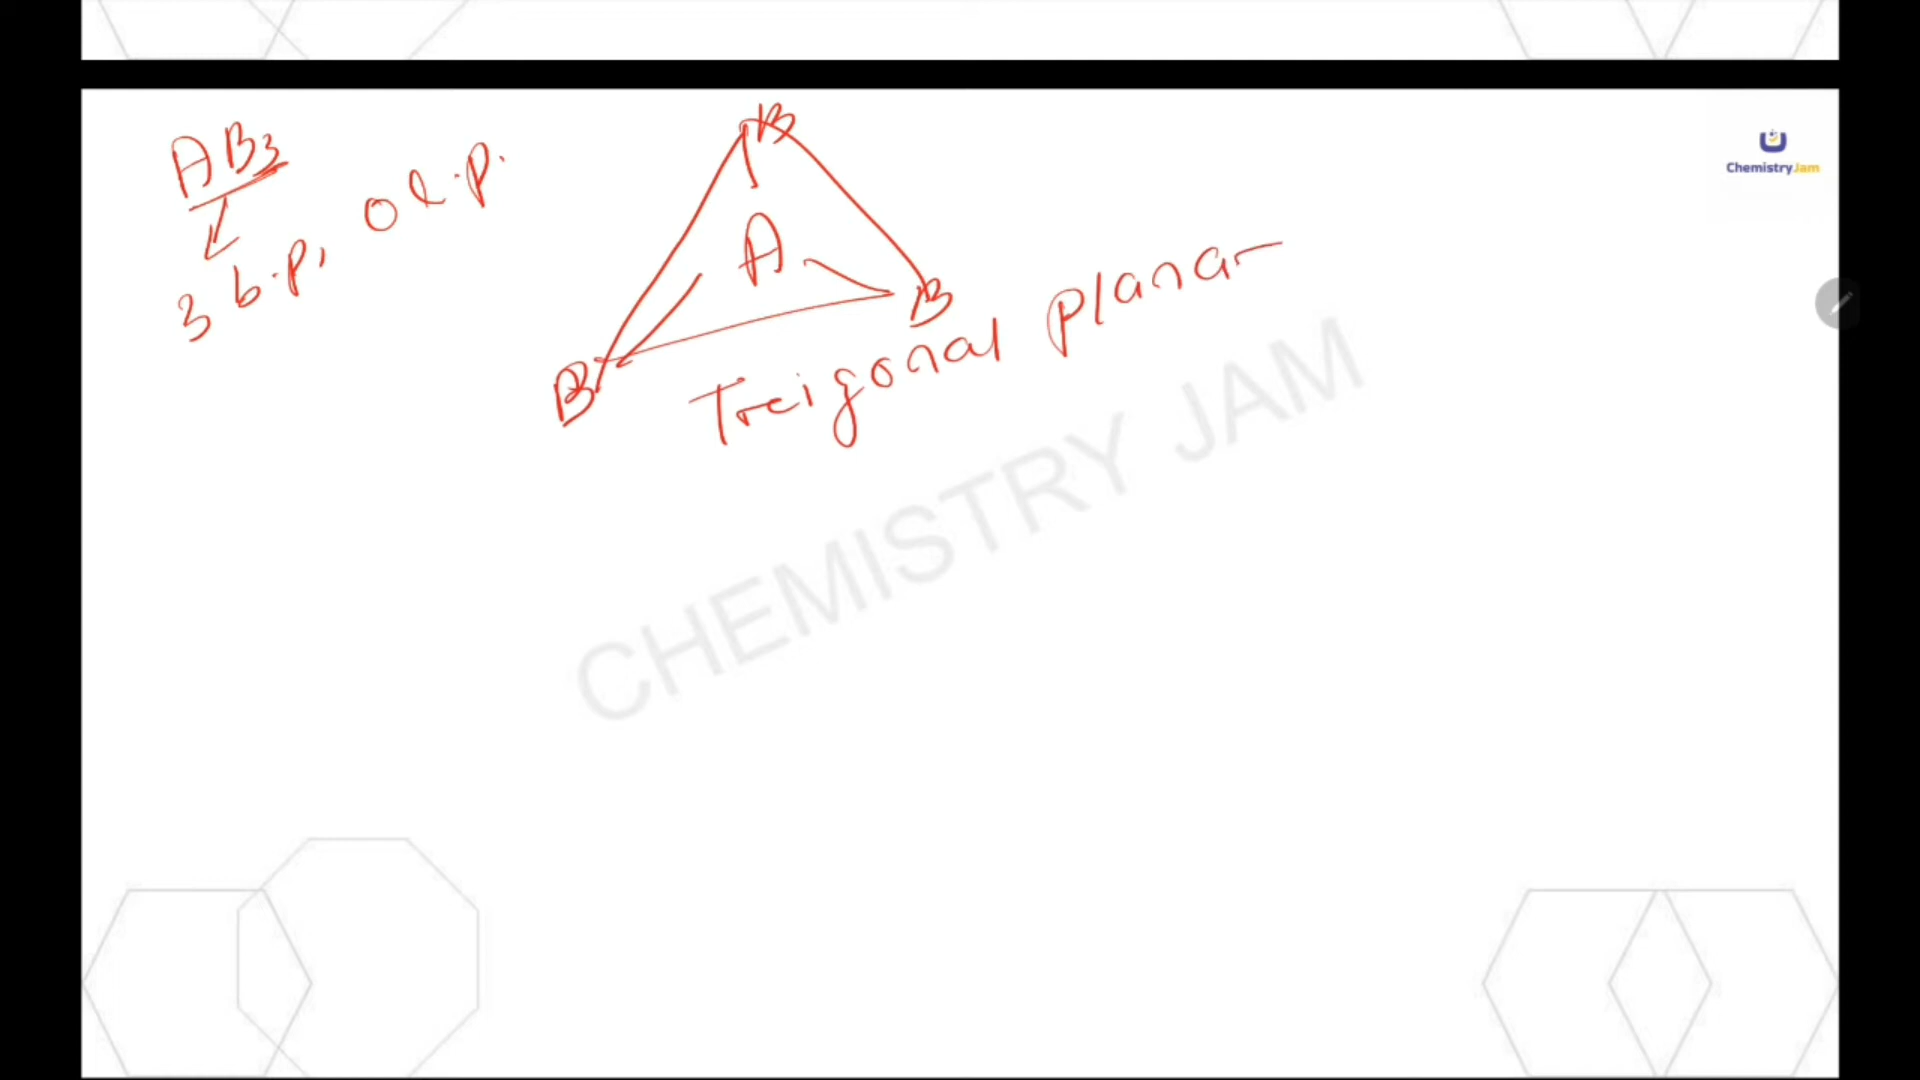 AB3
3 b.p, 0 l.p.
B
A
B
B
Treigonal planar
ChemistryJam
CHEMISTRY JAM